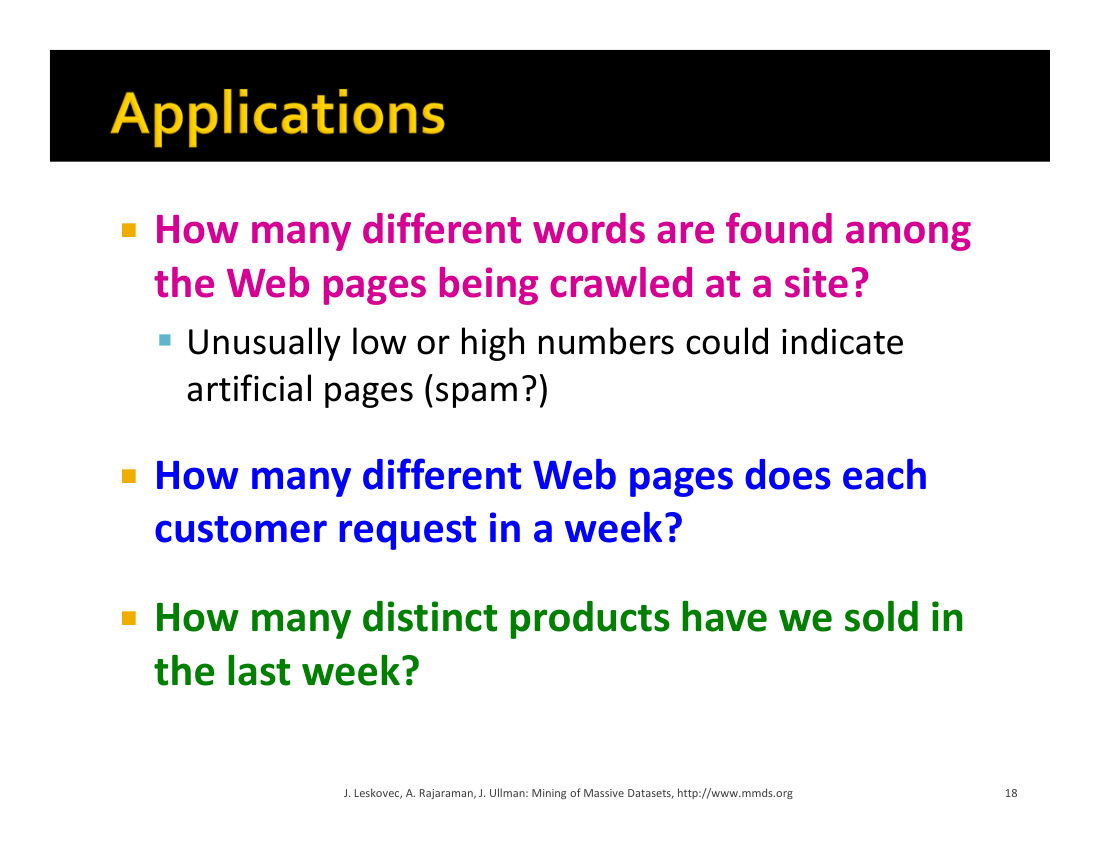 Applications
How many different words are found among
the Web pages being crawled at a site?
Unusually low or high numbers could indicate
artificial pages (spam?)
How many different Web pages does each
customer request in a week?
How many distinct products have we sold in
the last week?
J. Leskovec, A. Rajaraman, J. Ullman: Mining of Massive Datasets, http://www.mmds.org
18